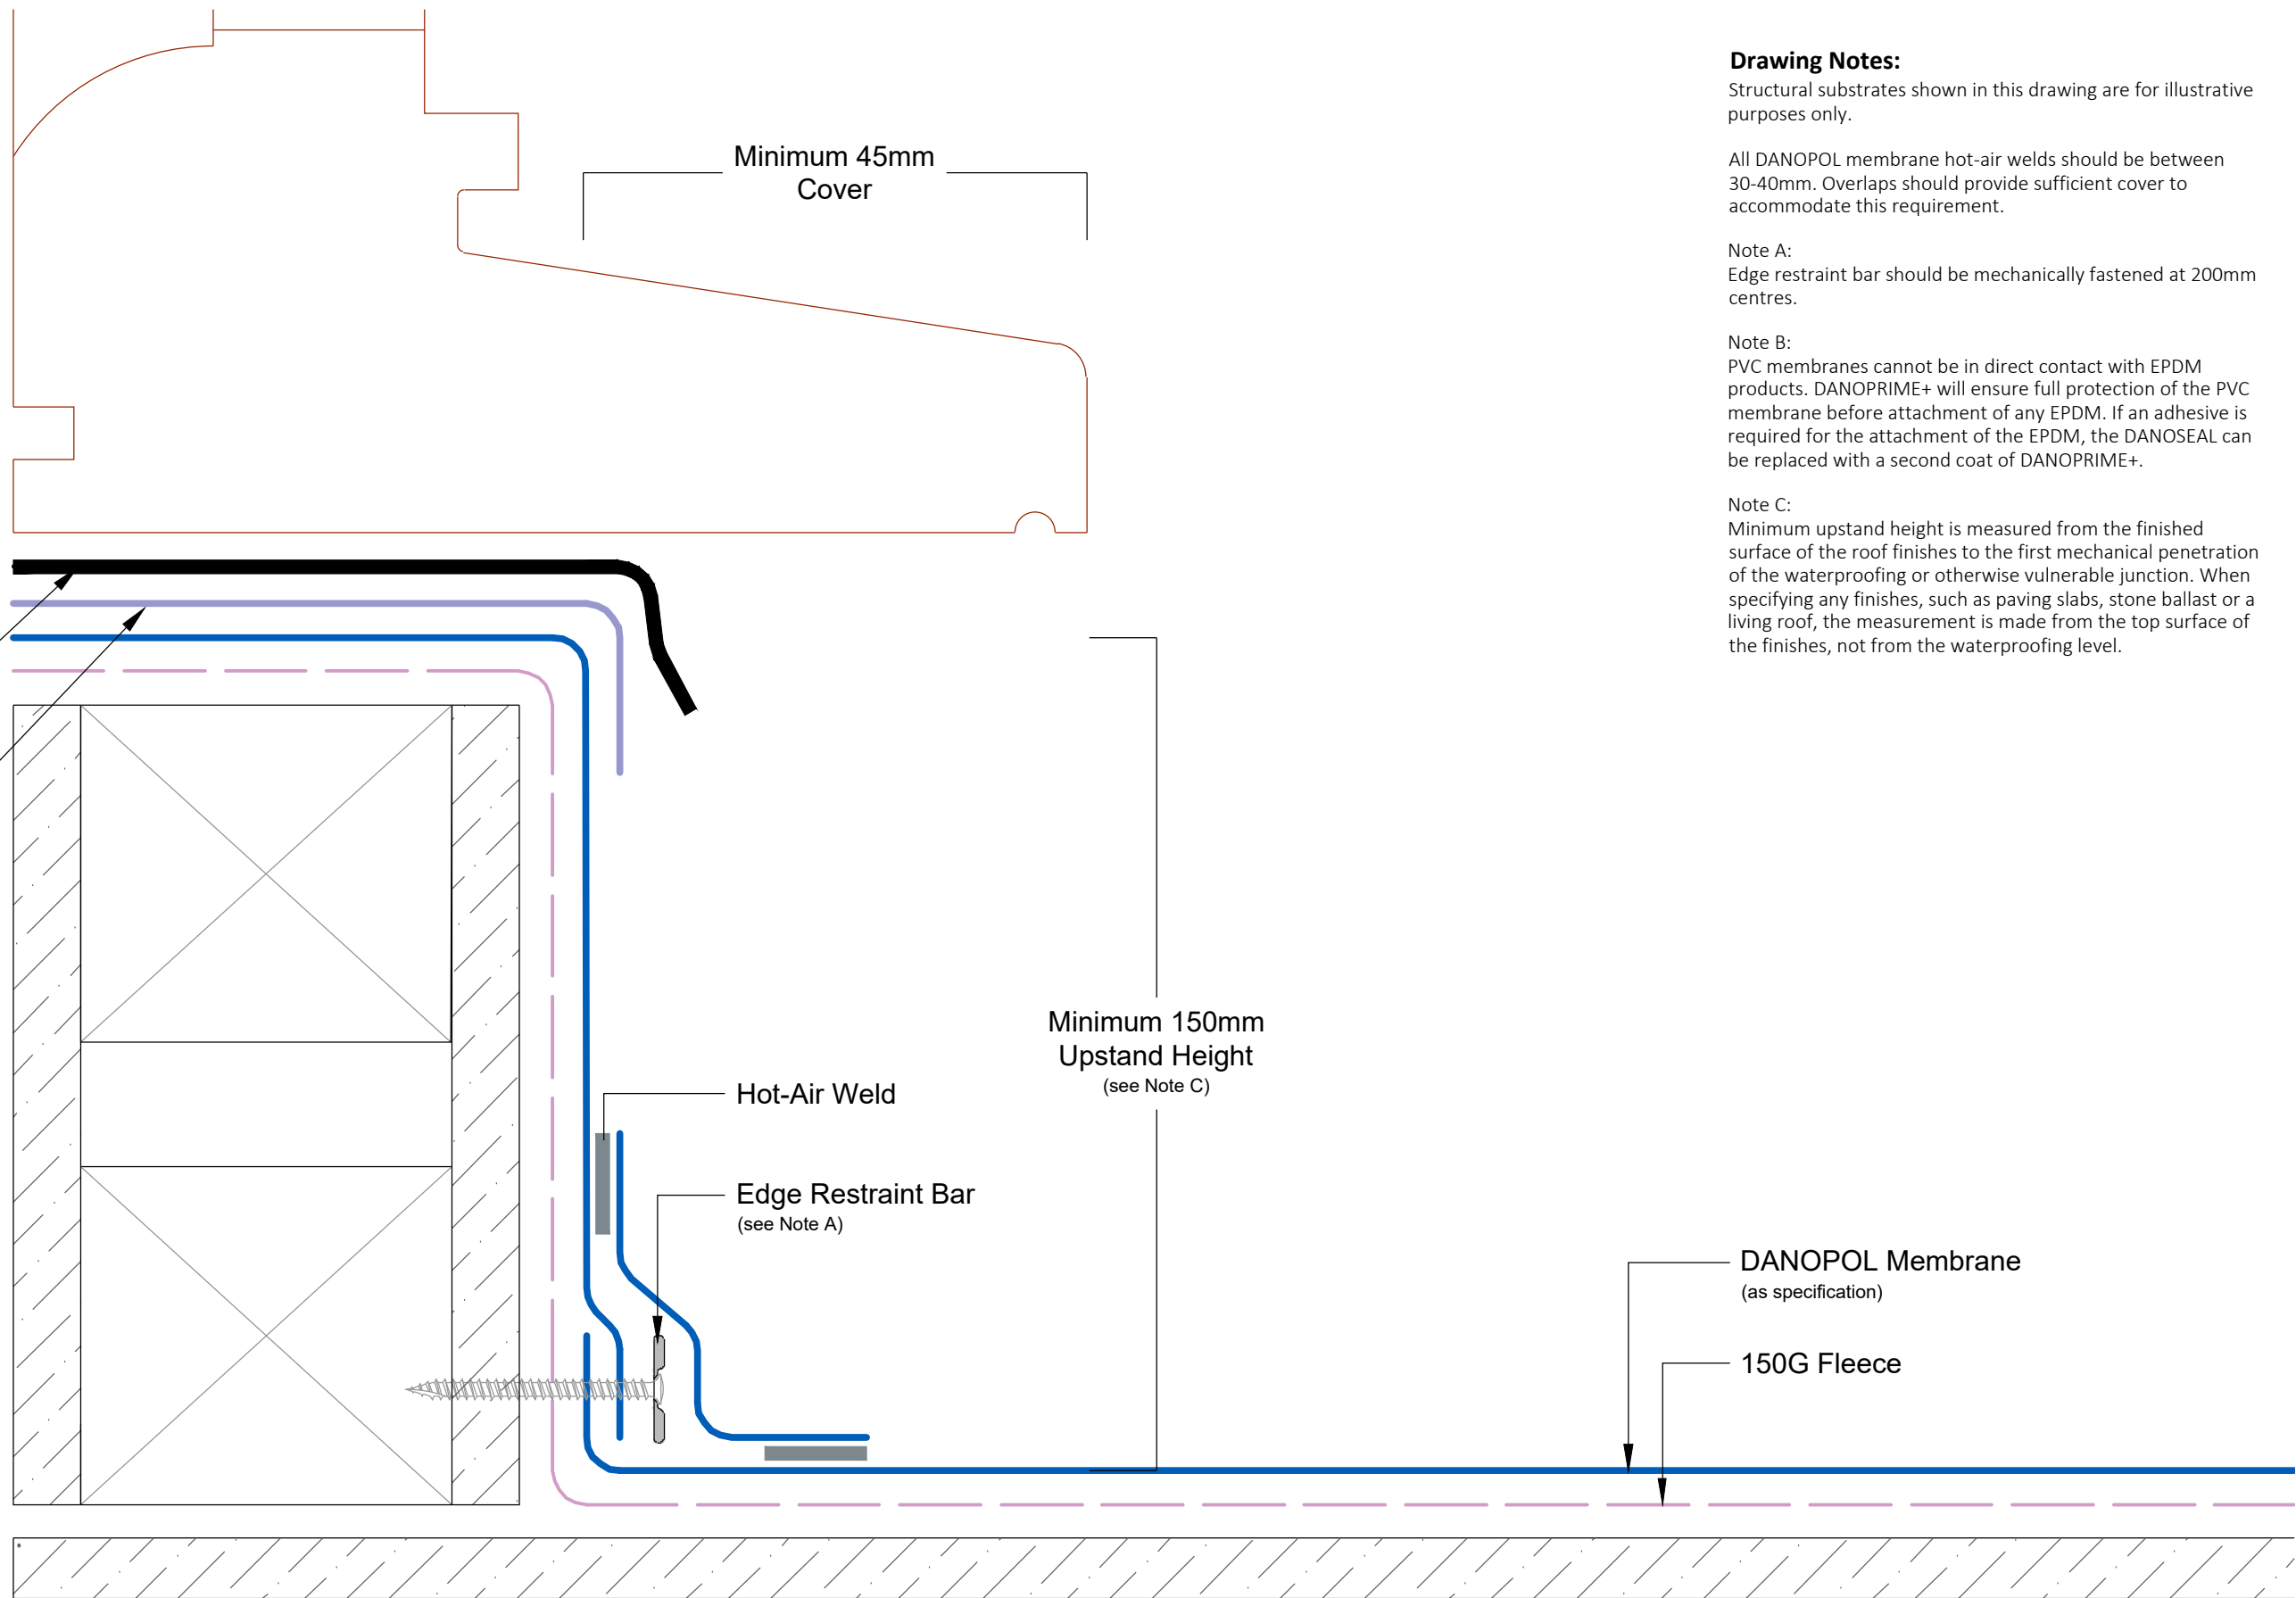 Drawing Notes:
Structural substrates shown in this drawing are for illustrative
purposes only.
All DANOPOL membrane hot-air welds should be between
30-40mm. Overlaps should provide sufficient cover to
accommodate this requirement.
Note A:
Edge restraint bar should be mechanically fastened at 200mm
centres.
Note B:
PVC membranes cannot be in direct contact with EPDM
products. DANOPRIME+ will ensure full protection of the PVC
membrane before attachment of any EPDM. If an adhesive is
required for the attachment of the EPDM, the DANOSEAL can
be replaced with a second coat of DANOPRIME+.
Note C:
Minimum upstand height is measured from the finished
surface of the roof finishes to the first mechanical penetration
of the waterproofing or otherwise vulnerable junction. When
specifying any finishes, such as paving slabs, stone ballast or a
living roof, the measurement is made from the top surface of
the finishes, not from the waterproofing level.
Minimum 45mm
Cover
Minimum 150mm
Upstand Height
(see Note C)
Hot-Air Weld
Edge Restraint Bar
(see Note A)
DANOPOL Membrane
(as specification)
150G Fleece